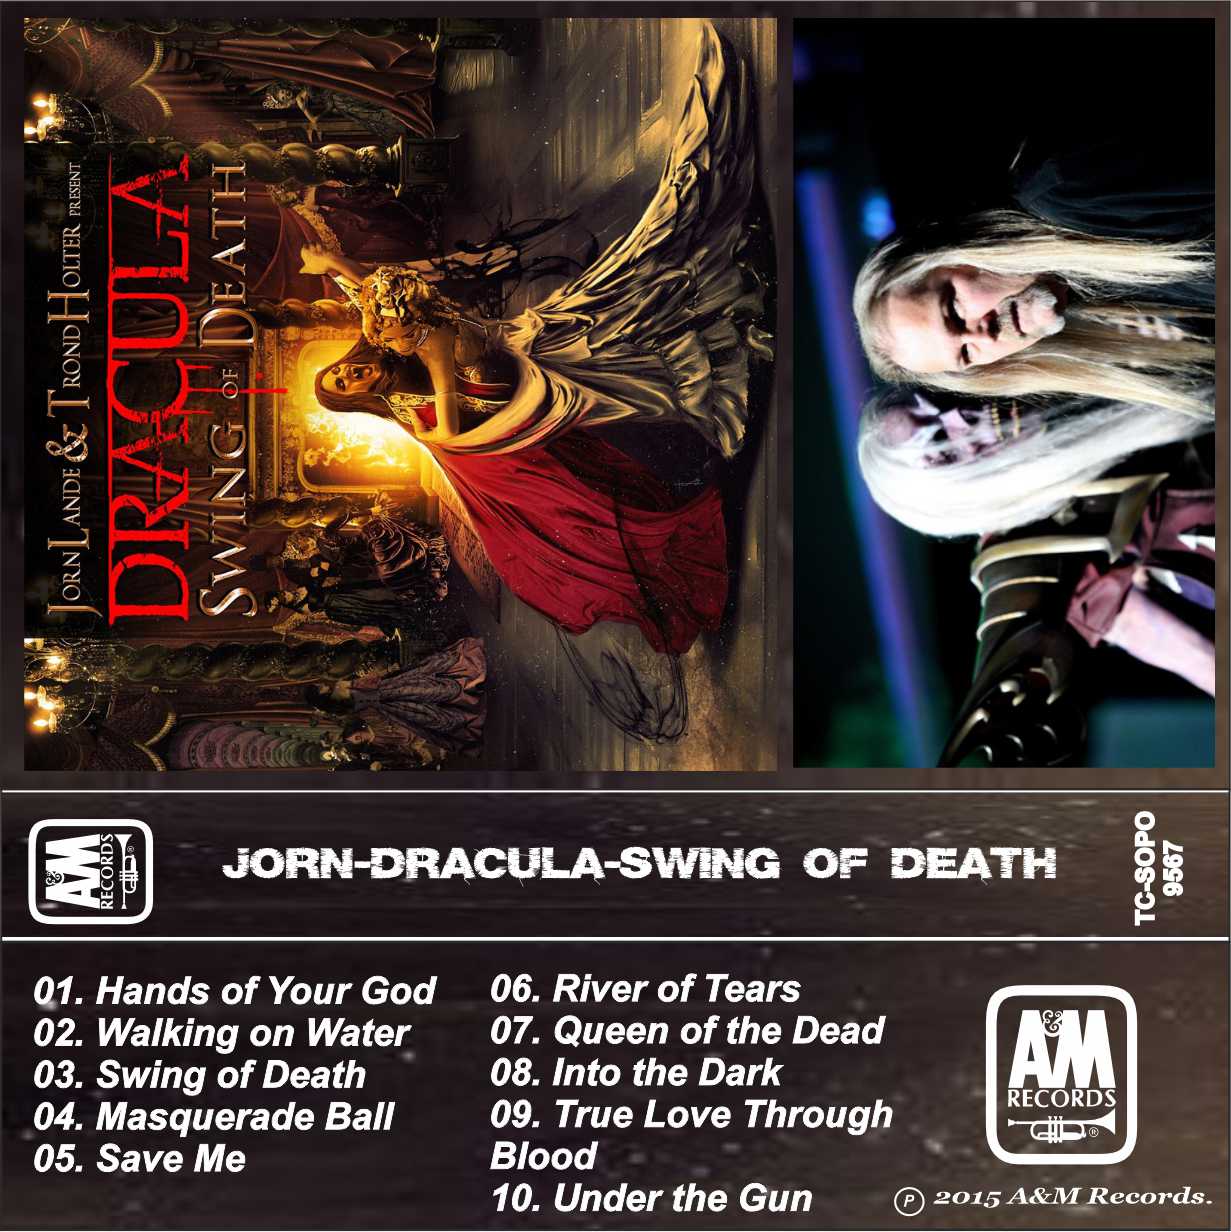 JORN LANDE & TROND HOLTER PRESENT
DRACULA
SWING OF DEATH
A&M
RECORDS
®
JORN-DRACULA-SWING OF DEATH
TC-SOPO
9567
01. Hands of Your God
02. Walking on Water
03. Swing of Death
04. Masquerade Ball
05. Save Me
06. River of Tears
07. Queen of the Dead
08. Into the Dark
09. True Love Through
Blood
10. Under the Gun
A&M
RECORDS
®
Ⓟ 2015 A&M Records.